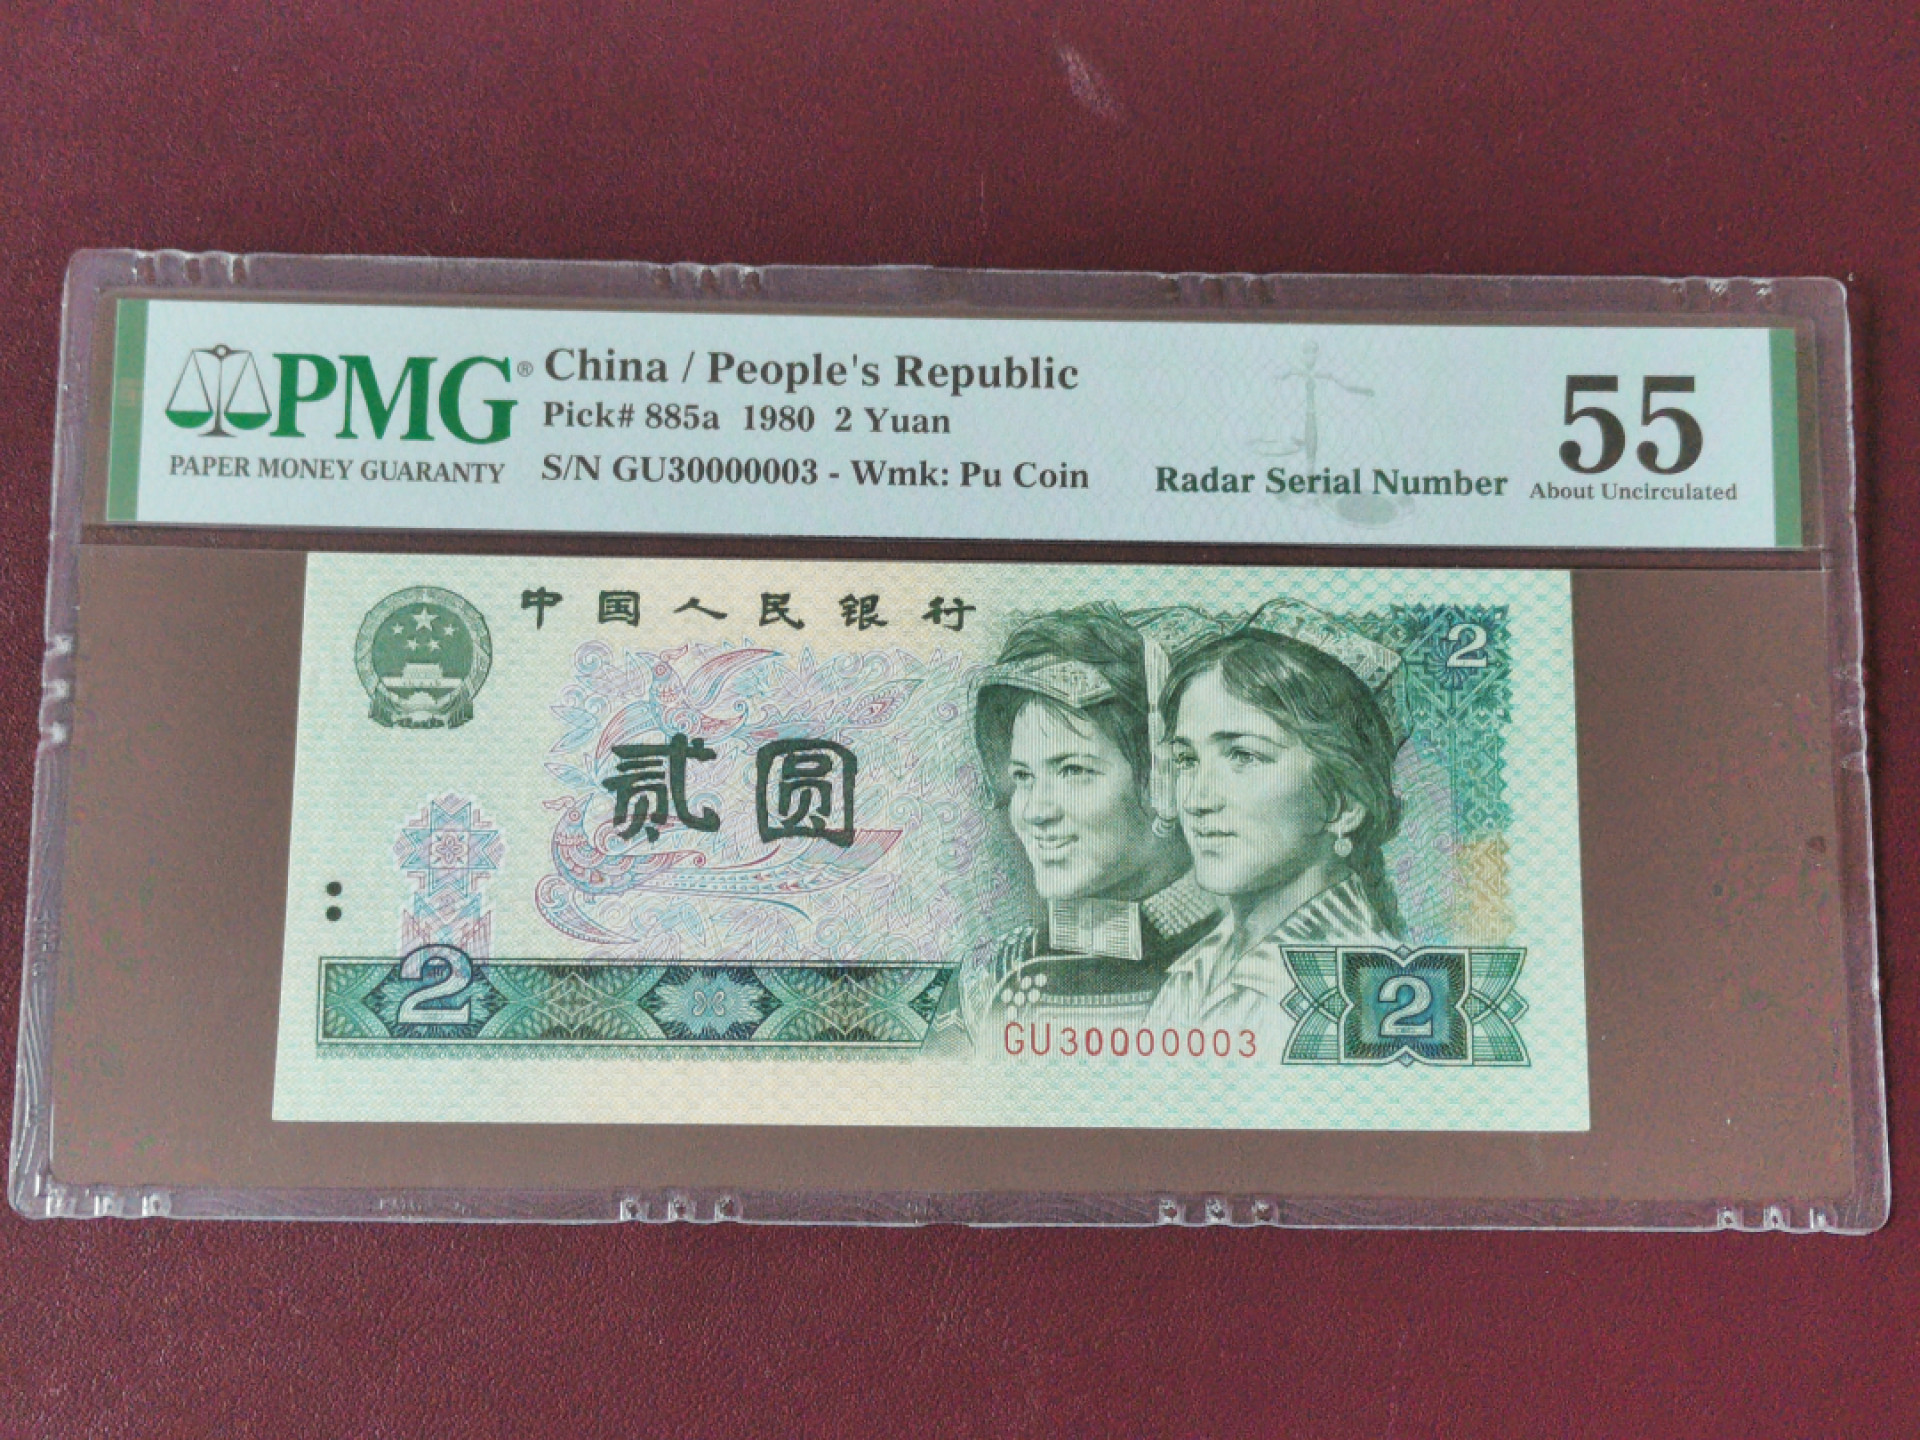 PMG®
PAPER MONEY GUARANTY
China / People's Republic
Pick# 885a 1980 2 Yuan
S/N GU30000003 - Wmk: Pu Coin
Radar Serial Number
55
About Uncirculated
中国人民银行
2
贰圆
2
2
GU30000003